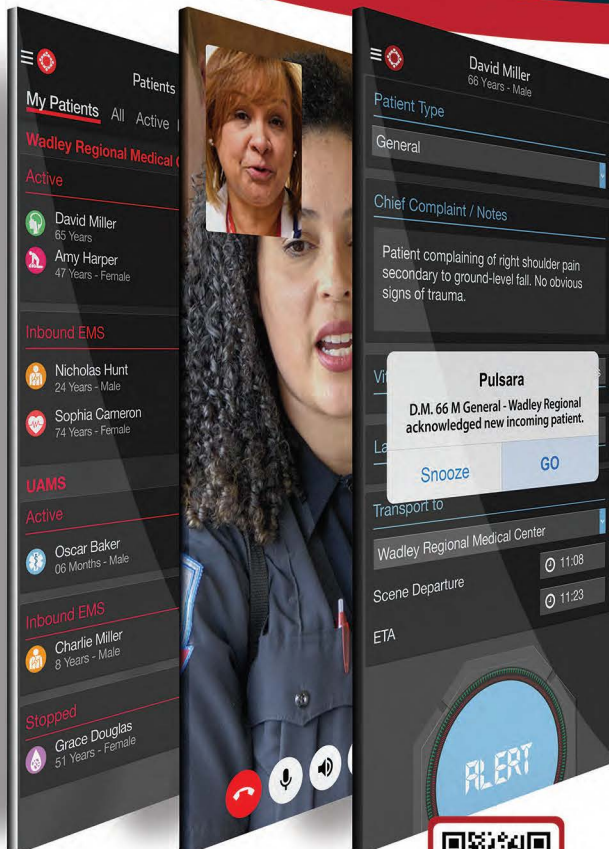 Patients
My Patients All Active
Wadley Regional Medical
Active
David Miller
65 Years
Amy Harper
47 Years - Female
Inbound EMS
Nicholas Hunt
24 Years - Male
Sophia Cameron
74 Years - Female
UAMS
Active
Oscar Baker
06 Months - Male
Inbound EMS
Charlie Miller
8 Years - Male
Stopped
Grace Douglas
51 Years - Female
David Miller
66 Years - Male
Patient Type
General
Chief Complaint / Notes
Patient complaining of right shoulder pain
secondary to ground-level fall. No obvious
signs of trauma.
Pulsara
D.M. 66 M General - Wadley Regional
acknowledged new incoming patient.
Snooze GO
Transport to
Wadley Regional Medical Center
Scene Departure 11:08
ETA 11:23
ALERT